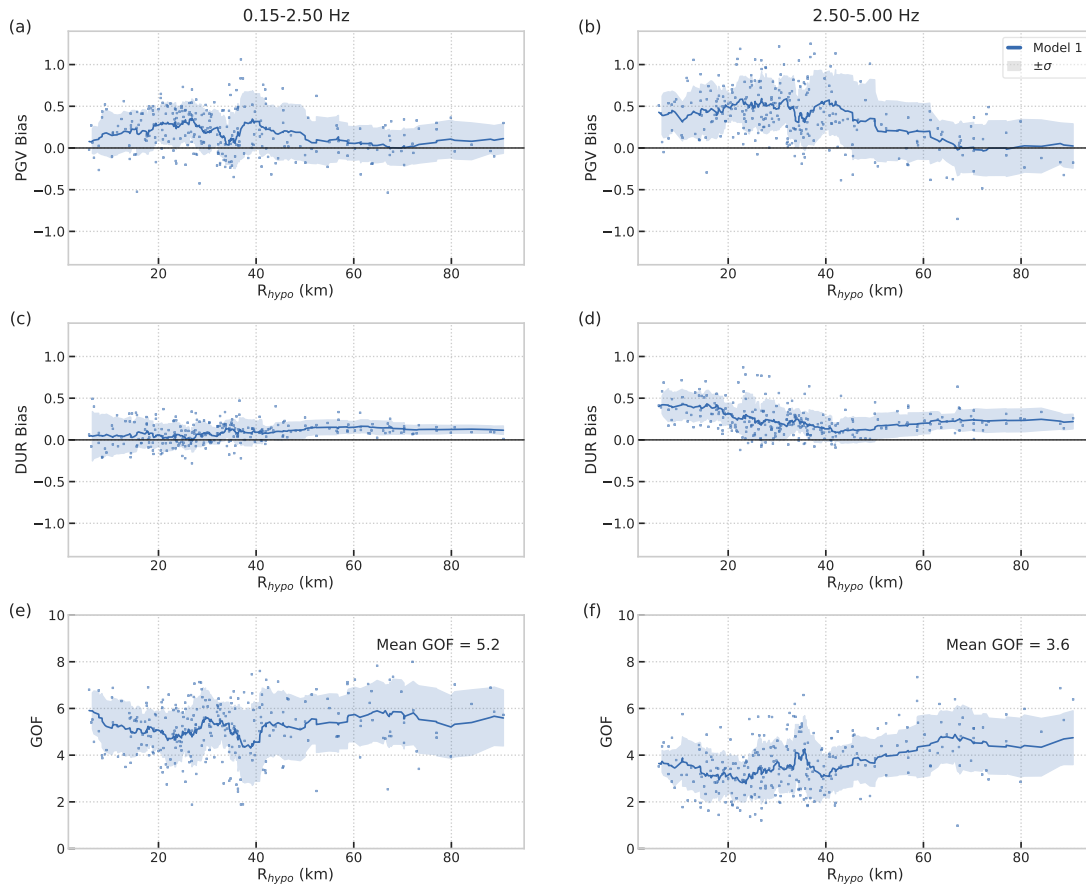 0.15-2.50 Hz
2.50-5.00 Hz
(a)
(b)
PGV Bias
1.0
0.5
0.0
−0.5
−1.0
20 40 60 80
R_hypo (km)
PGV Bias
1.0
0.5
0.0
−0.5
−1.0
20 40 60 80
R_hypo (km)
Model 1
±σ
(c)
(d)
DUR Bias
1.0
0.5
0.0
−0.5
−1.0
20 40 60 80
R_hypo (km)
DUR Bias
1.0
0.5
0.0
−0.5
−1.0
20 40 60 80
R_hypo (km)
(e)
(f)
GOF
10
8
6
4
2
0
Mean GOF = 5.2
20 40 60 80
R_hypo (km)
GOF
10
8
6
4
2
0
Mean GOF = 3.6
20 40 60 80
R_hypo (km)